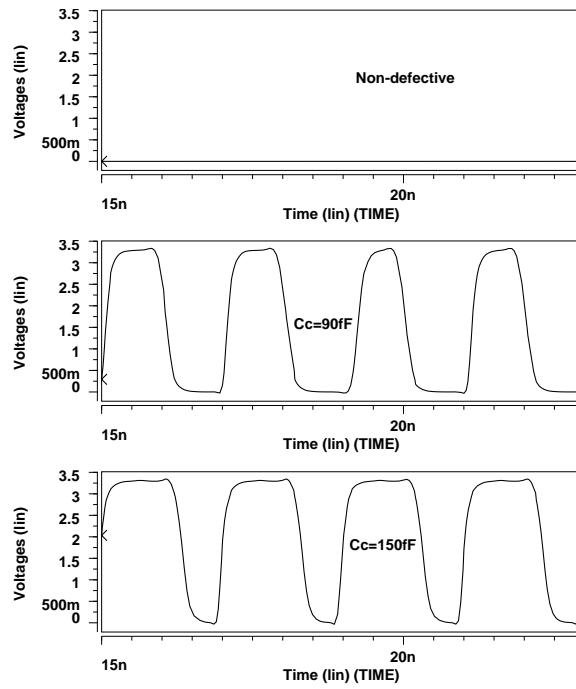 3.5
3
2.5
2
1.5
1
500m
0
Voltages (lin)
Non-defective
15n
20n
Time (lin) (TIME)
3.5
3
2.5
2
1.5
1
500m
0
Voltages (lin)
Cc=90fF
15n
20n
Time (lin) (TIME)
3.5
3
2.5
2
1.5
1
500m
0
Voltages (lin)
Cc=150fF
15n
20n
Time (lin) (TIME)